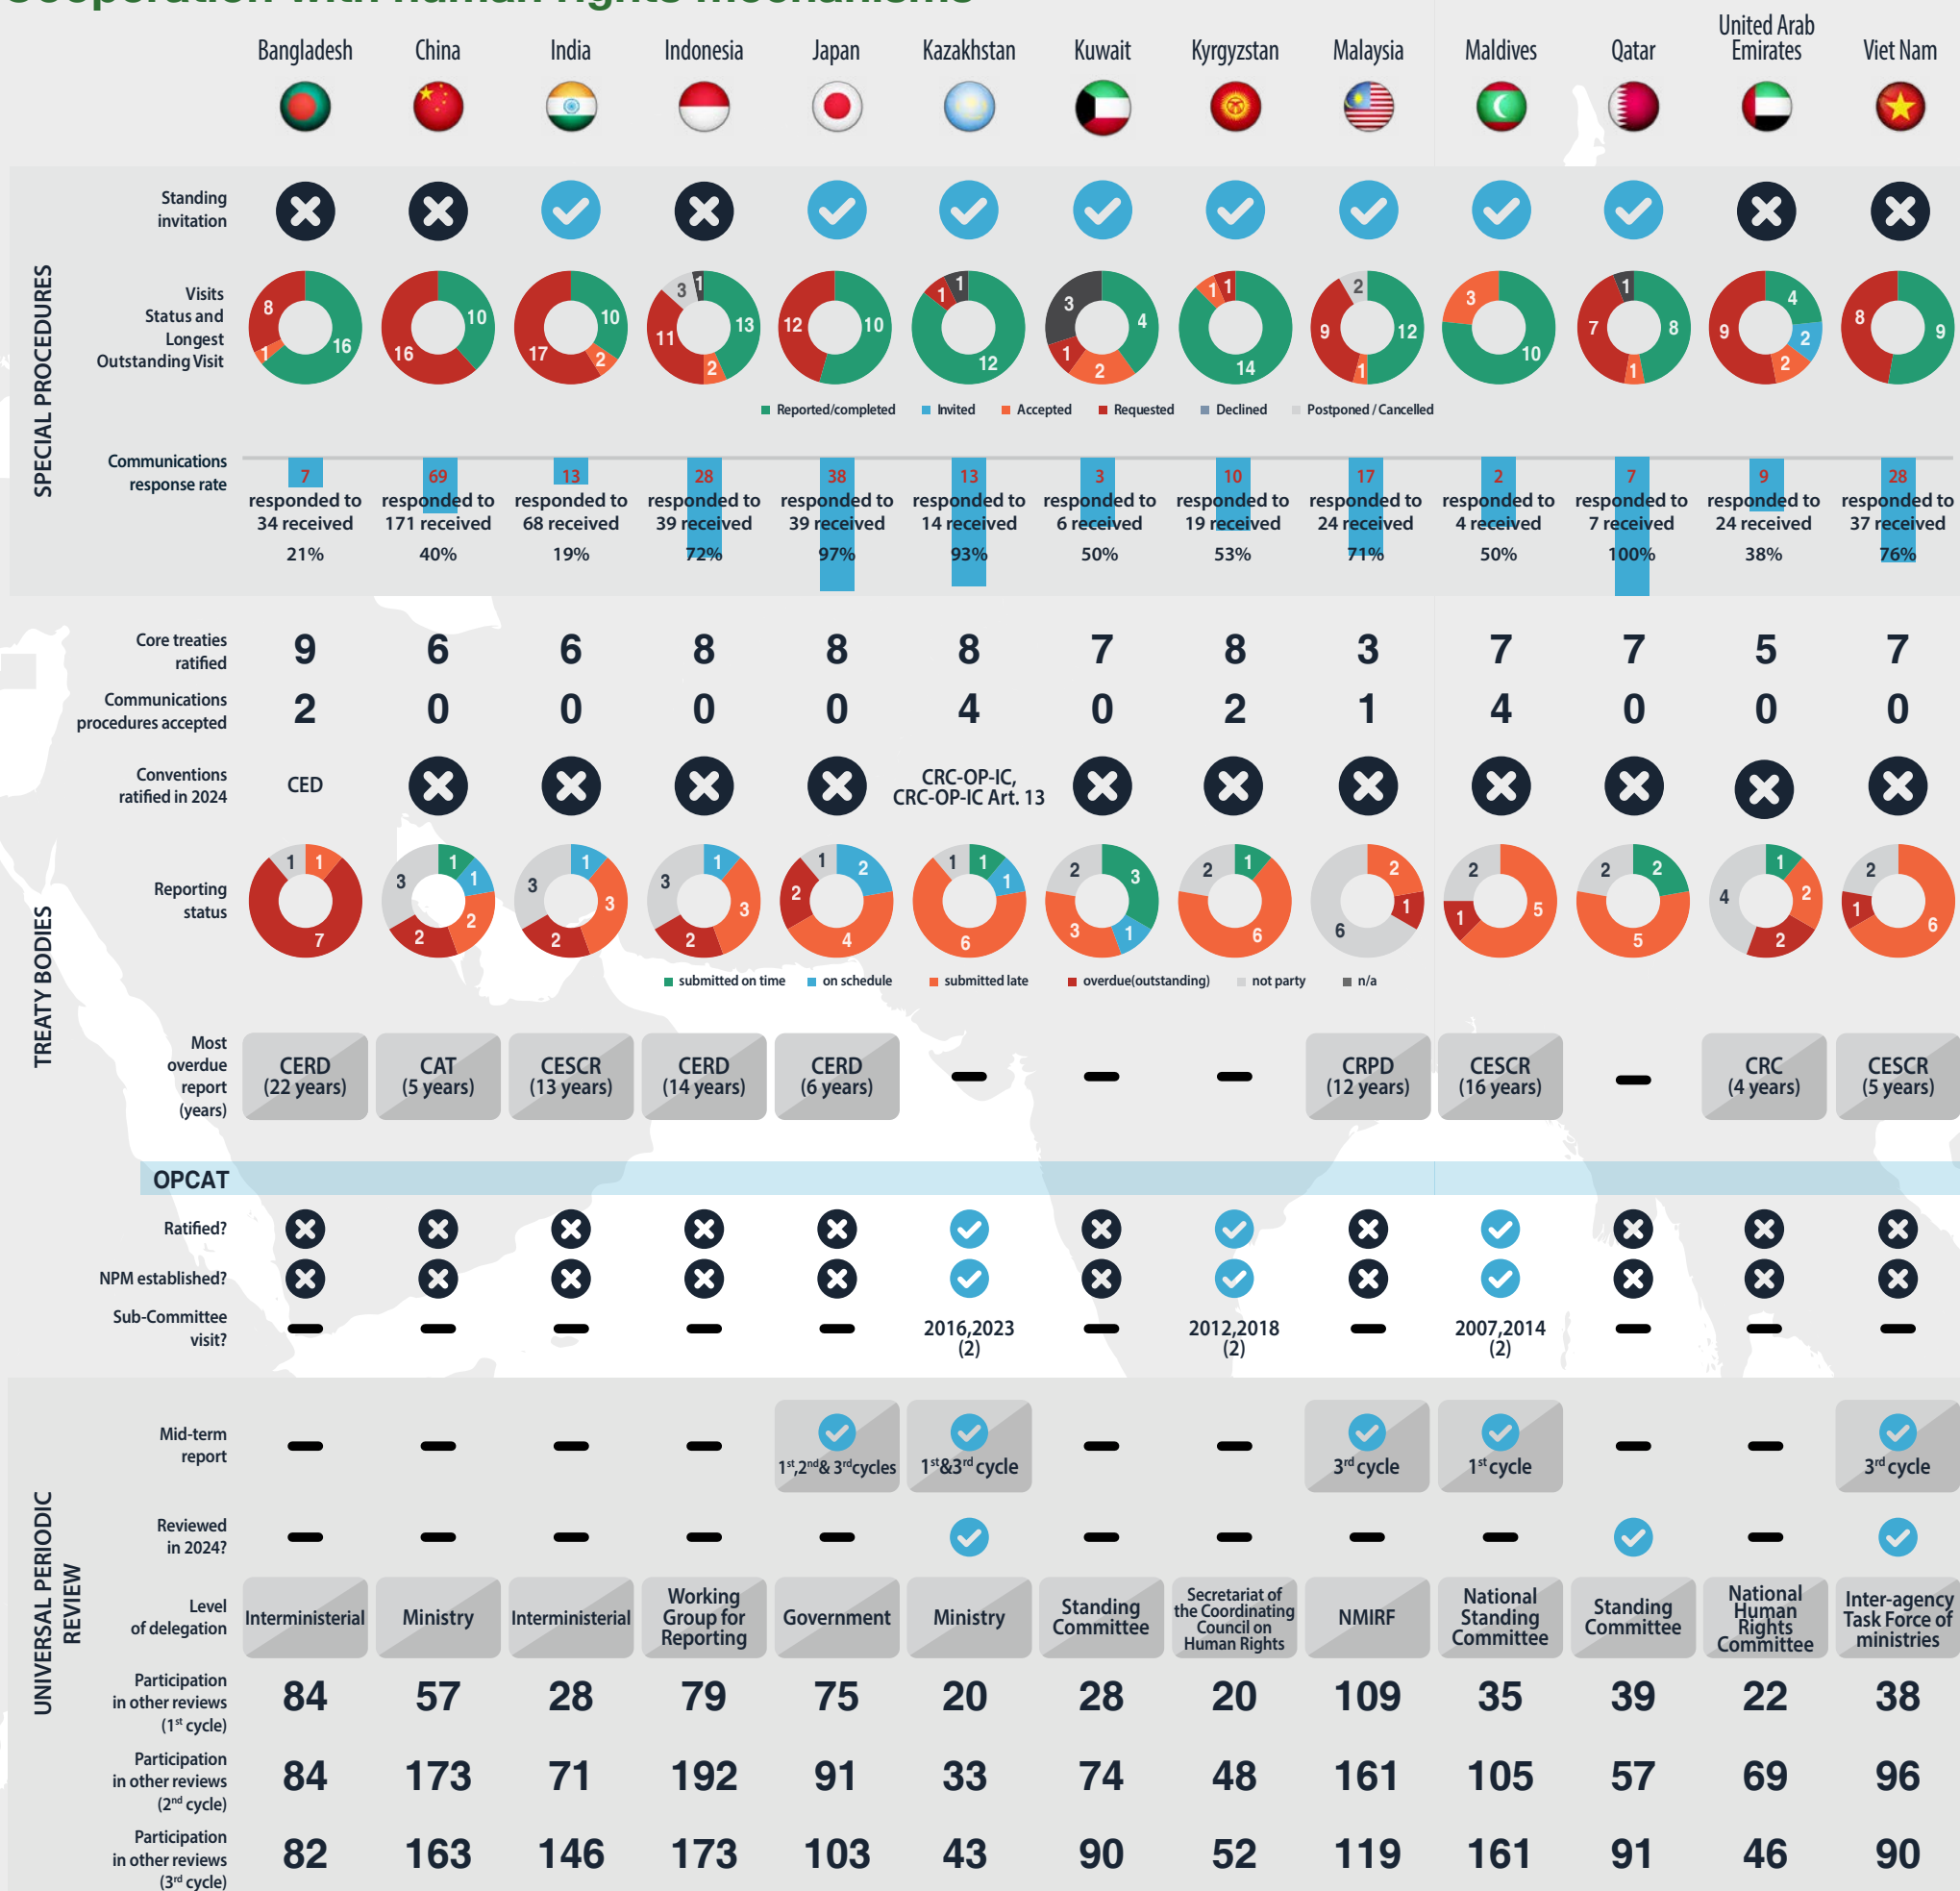 Cooperation with human rights mechanisms
Bangladesh China India Indonesia Japan Kazakhstan Kuwait Kyrgyzstan Malaysia Maldives Qatar United Arab Emirates Viet Nam
SPECIAL PROCEDURES
Standing
invitation
Visits
Status and
Longest
Outstanding Visit
8 1 16
16 10
17 10 2
3 1 11 13 2
12 10
1 1 12
3 4 1 2
1 1 14
2 9 12 1
3 10
1 7 8 1
4 9 2 2
8 9
Reported/completed Invited Accepted Requested Declined Postponed / Cancelled
Communications
response rate
7 69 13 28 38 13 3 10 17 2 7 9 28
responded to responded to responded to responded to responded to responded to responded to responded to responded to responded to responded to responded to responded to
34 received 171 received 68 received 39 received 39 received 14 received 6 received 19 received 24 received 4 received 7 received 24 received 37 received
21% 40% 19% 72% 97% 93% 50% 53% 71% 50% 100% 38% 76%
TREATY BODIES
Core treaties
ratified
9 6 6 8 8 8 7 8 3 7 7 5 7
Communications
procedures accepted
2 0 0 0 0 4 0 2 1 4 0 0 0
Conventions
ratified in 2024
CED
CRC-OP-IC,
CRC-OP-IC Art. 13
Reporting
status
1 1 7
3 1 1 2 2
3 1 3 2
3 1 3 2
1 2 2 4
1 1 1 6
2 3 3 1
2 1 6
2 1 6
2 1 5
2 2 5
1 4 2 2
2 1 6
submitted on time on schedule submitted late overdue(outstanding) not party n/a
Most
overdue
report
(years)
CERD CAT CESCR CERD CERD CRPD CESCR CRC CESCR
(22 years) (5 years) (13 years) (14 years) (6 years) (12 years) (16 years) (4 years) (5 years)
OPCAT
Ratified?
NPM established?
Sub-Committee
visit?
2016,2023 2012,2018 2007,2014
(2) (2) (2)
UNIVERSAL PERIODIC
REVIEW
Mid-term
report
1st,2nd& 3rdcycles 1st&3rd cycle 3rd cycle 1st cycle 3rd cycle
Reviewed
in 2024?
Level
of delegation
Interministerial
Ministry
Interministerial
Working
Group for
Reporting
Government
Ministry
Standing
Committee
Secretariat of
the Coordinating
Council on
Human Rights
NMIRF
National
Standing
Committee
Standing
Committee
National
Human
Rights
Committee
Inter-agency
Task Force of
ministries
Participation
in other reviews
(1st cycle)
84 57 28 79 75 20 28 20 109 35 39 22 38
Participation
in other reviews
(2nd cycle)
84 173 71 192 91 33 74 48 161 105 57 69 96
Participation
in other reviews
(3rd cycle)
82 163 146 173 103 43 90 52 119 161 91 46 90